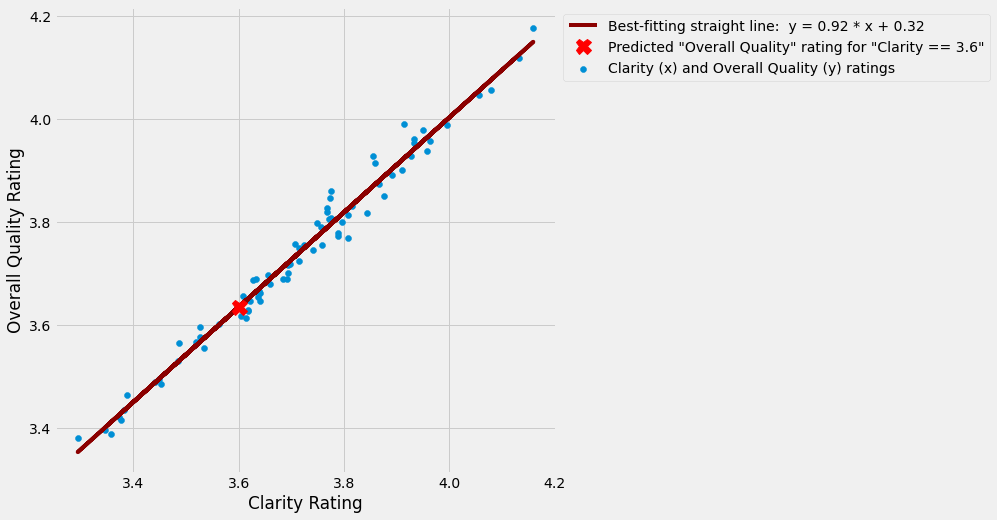 Best-fitting straight line:  y = 0.92 * x + 0.32
Predicted "Overall Quality" rating for "Clarity == 3.6"
Clarity (x) and Overall Quality (y) ratings
Overall Quality Rating
4.2
4.0
3.8
3.6
3.4
3.4 3.6 3.8 4.0 4.2
Clarity Rating